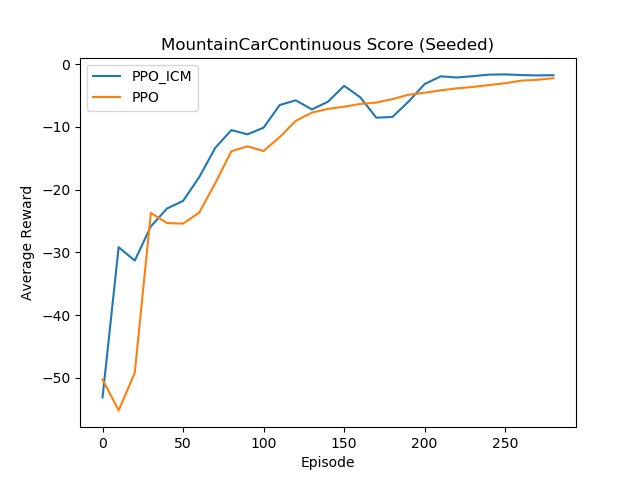 MountainCarContinuous Score (Seeded)
PPO_ICM
PPO
0
−10
−20
−30
−40
−50
Average Reward
0 50 100 150 200 250
Episode